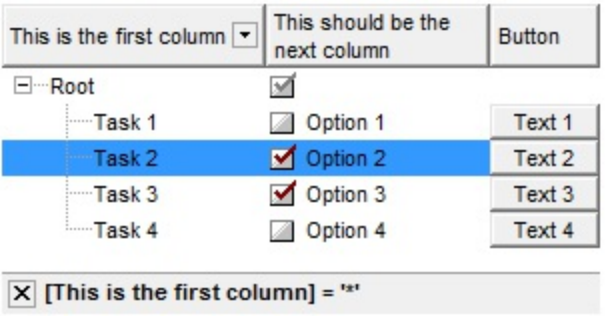 This is the first column
This should be the
next column
Button
Root
Task 1 Option 1 Text 1
Task 2 Option 2 Text 2
Task 3 Option 3 Text 3
Task 4 Option 4 Text 4
[This is the first column] = '*'